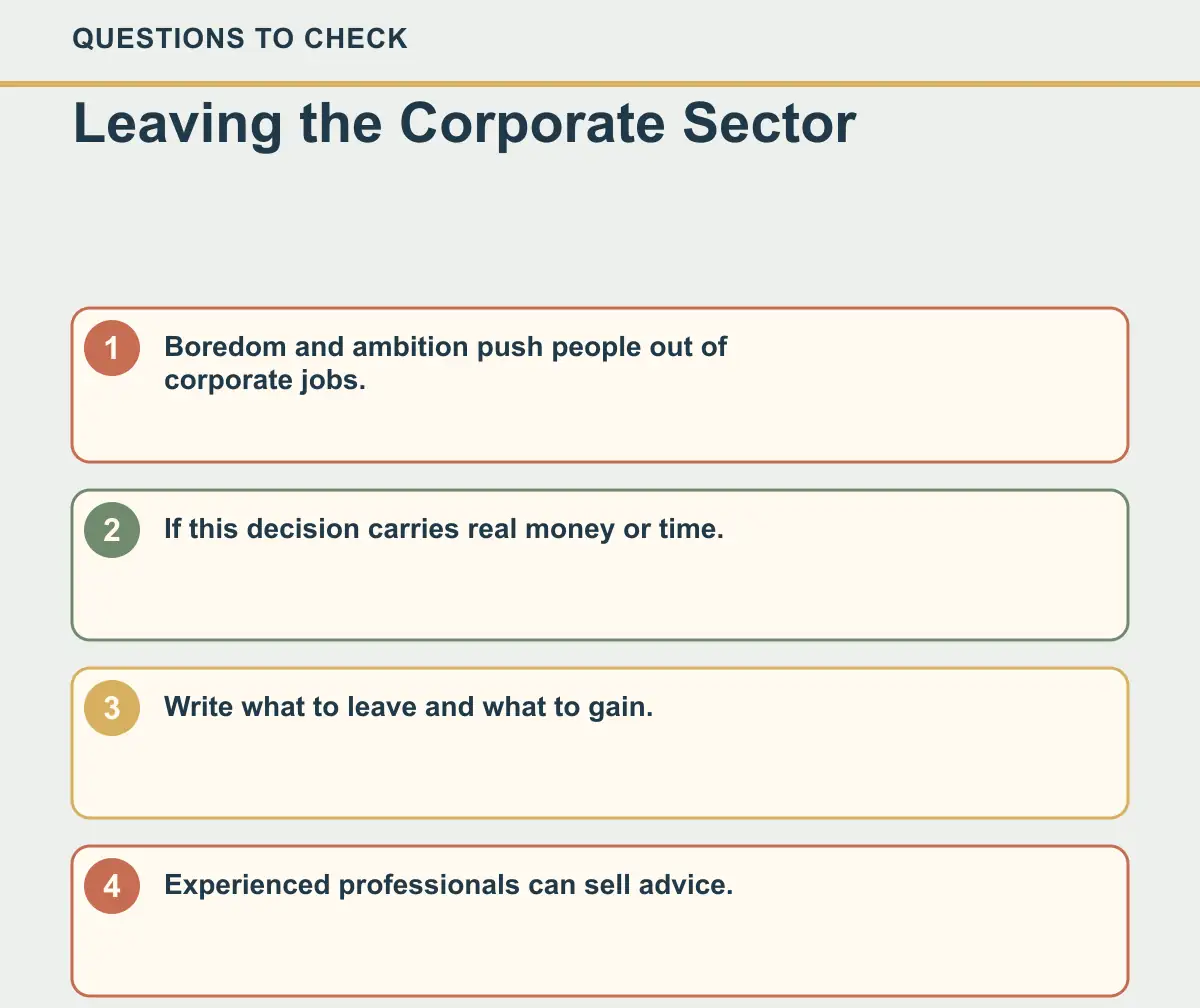 QUESTIONS TO CHECK
Leaving the Corporate Sector
1
Boredom and ambition push people out of
corporate jobs.
2
If this decision carries real money or time.
3
Write what to leave and what to gain.
4
Experienced professionals can sell advice.